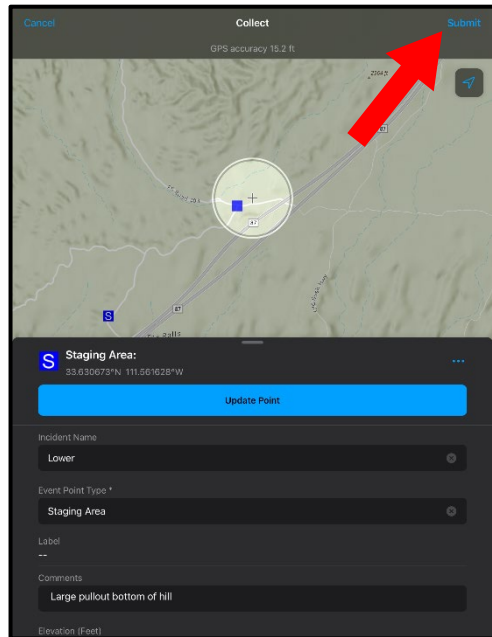 Cancel Collect Submit
GPS accuracy 15.2 ft
87
87
S
87
S Staging Area:
33.630673°N 111.561628°W
Update Point
Incident Name
Lower
Event Point Type *
Staging Area
Label
--
Comments
Large pullout bottom of hill
Elevation (Feet)